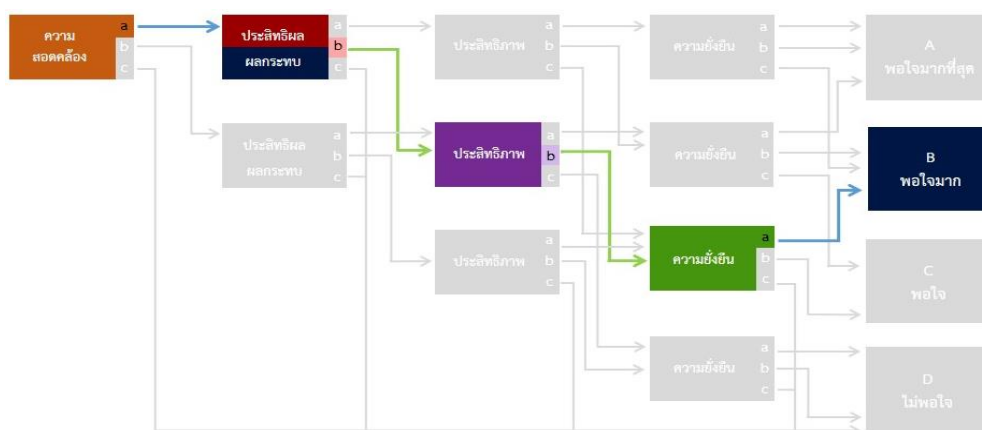 ความ
สอดคล้อง
a
b
c
ประสิทธิผล
ผลกระทบ
a
b
c
ประสิทธิภาพ
a
b
c
ความยั่งยืน
a
b
c
A
พอใจมากที่สุด
ประสิทธิผล
ผลกระทบ
a
b
c
ประสิทธิภาพ
a
b
c
ความยั่งยืน
a
b
c
B
พอใจมาก
ประสิทธิภาพ
a
b
c
ความยั่งยืน
a
b
c
C
พอใจ
ความยั่งยืน
a
b
c
D
ไม่พอใจ